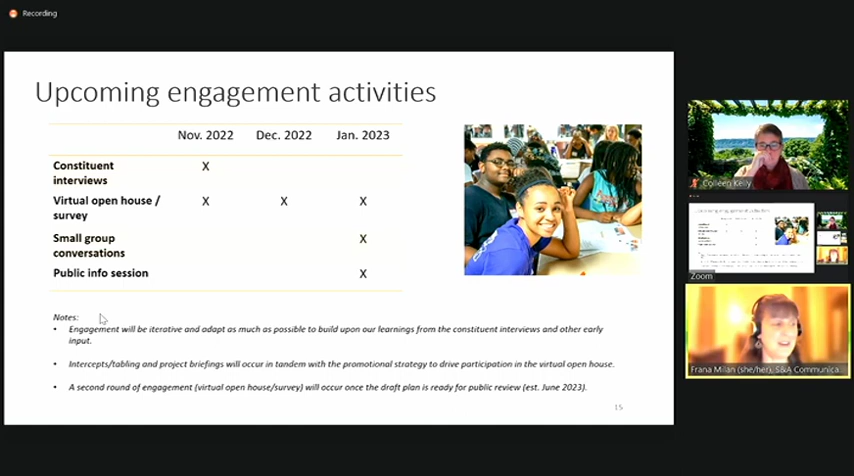 Recording
Upcoming engagement activities
Nov. 2022 Dec. 2022 Jan. 2023
Constituent
interviews X
Virtual open house / X X X
survey
Small group X
conversations
Public info session X
Notes:
• Engagement will be iterative and adapt as much as possible to build upon our learnings from the constituent interviews and other early
input.
• Intercepts/tabling and project briefings will occur in tandem with the promotional strategy to drive participation in the virtual open house.
• A second round of engagement (virtual open house/survey) will occur once the draft plan is ready for public review (est. June 2023).
15
Colleen Kelly
Zoom
Frana Milan (she/her), S&A Communica...